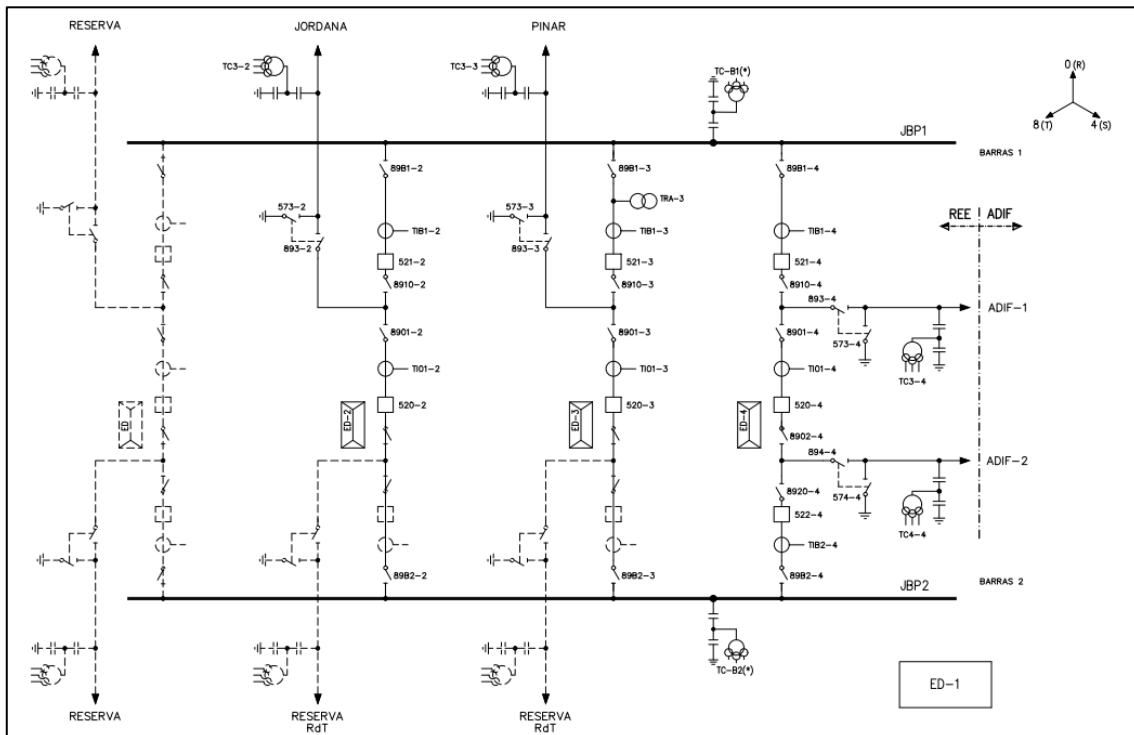 RESERVA
JORDANA
PINAR
TC3-2
TC3-3
TC-B1(*)
0 (R)
8 (T)
4 (S)
JBP1
BARRAS 1
89B1-2
89B1-3
89B1-4
573-2
573-3
TRA-3
893-2
893-3
TIB1-2
TIB1-3
TIB1-4
REE
ADIF
521-2
521-3
521-4
8910-2
8910-3
8910-4
893-4
ADIF-1
8901-2
8901-3
8901-4
573-4
TI01-2
TI01-3
TI01-4
TC3-4
ED
ED-2
520-2
ED-3
520-3
ED-4
520-4
8902-4
894-4
ADIF-2
8920-4
574-4
522-4
TC4-4
TIB2-4
89B2-2
89B2-3
89B2-4
JBP2
BARRAS 2
TC-B2(*)
ED-1
RESERVA
RESERVA
RdT
RESERVA
RdT